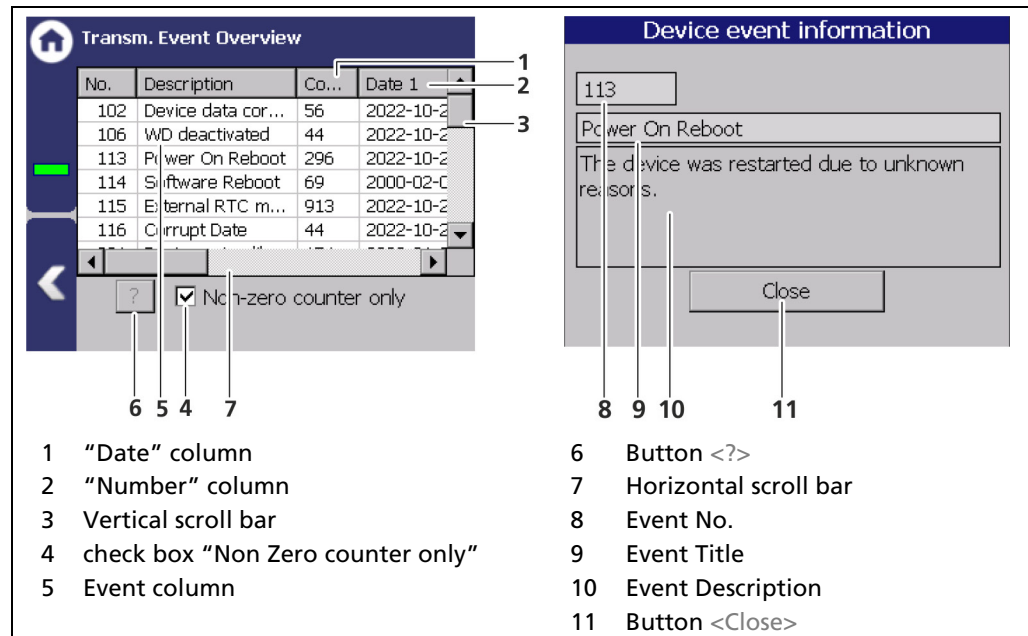 Transm. Event Overview
No. Description Co... Date 1
102 Device data cor... 56 2022-10-2
106 WD deactivated 44 2022-10-2
113 Power On Reboot 296 2022-10-2
114 Software Reboot 69 2000-02-0
115 External RTC m... 913 2022-10-2
116 Corrupt Date 44 2022-10-2
? Non-zero counter only
1
2
3
6 5 4 7
Device event information
113
Power On Reboot
The device was restarted due to unknown
reasons.
Close
8 9 10 11
1 “Date” column
2 “Number” column
3 Vertical scroll bar
4 check box “Non Zero counter only”
5 Event column
6 Button <?>
7 Horizontal scroll bar
8 Event No.
9 Event Title
10 Event Description
11 Button <Close>